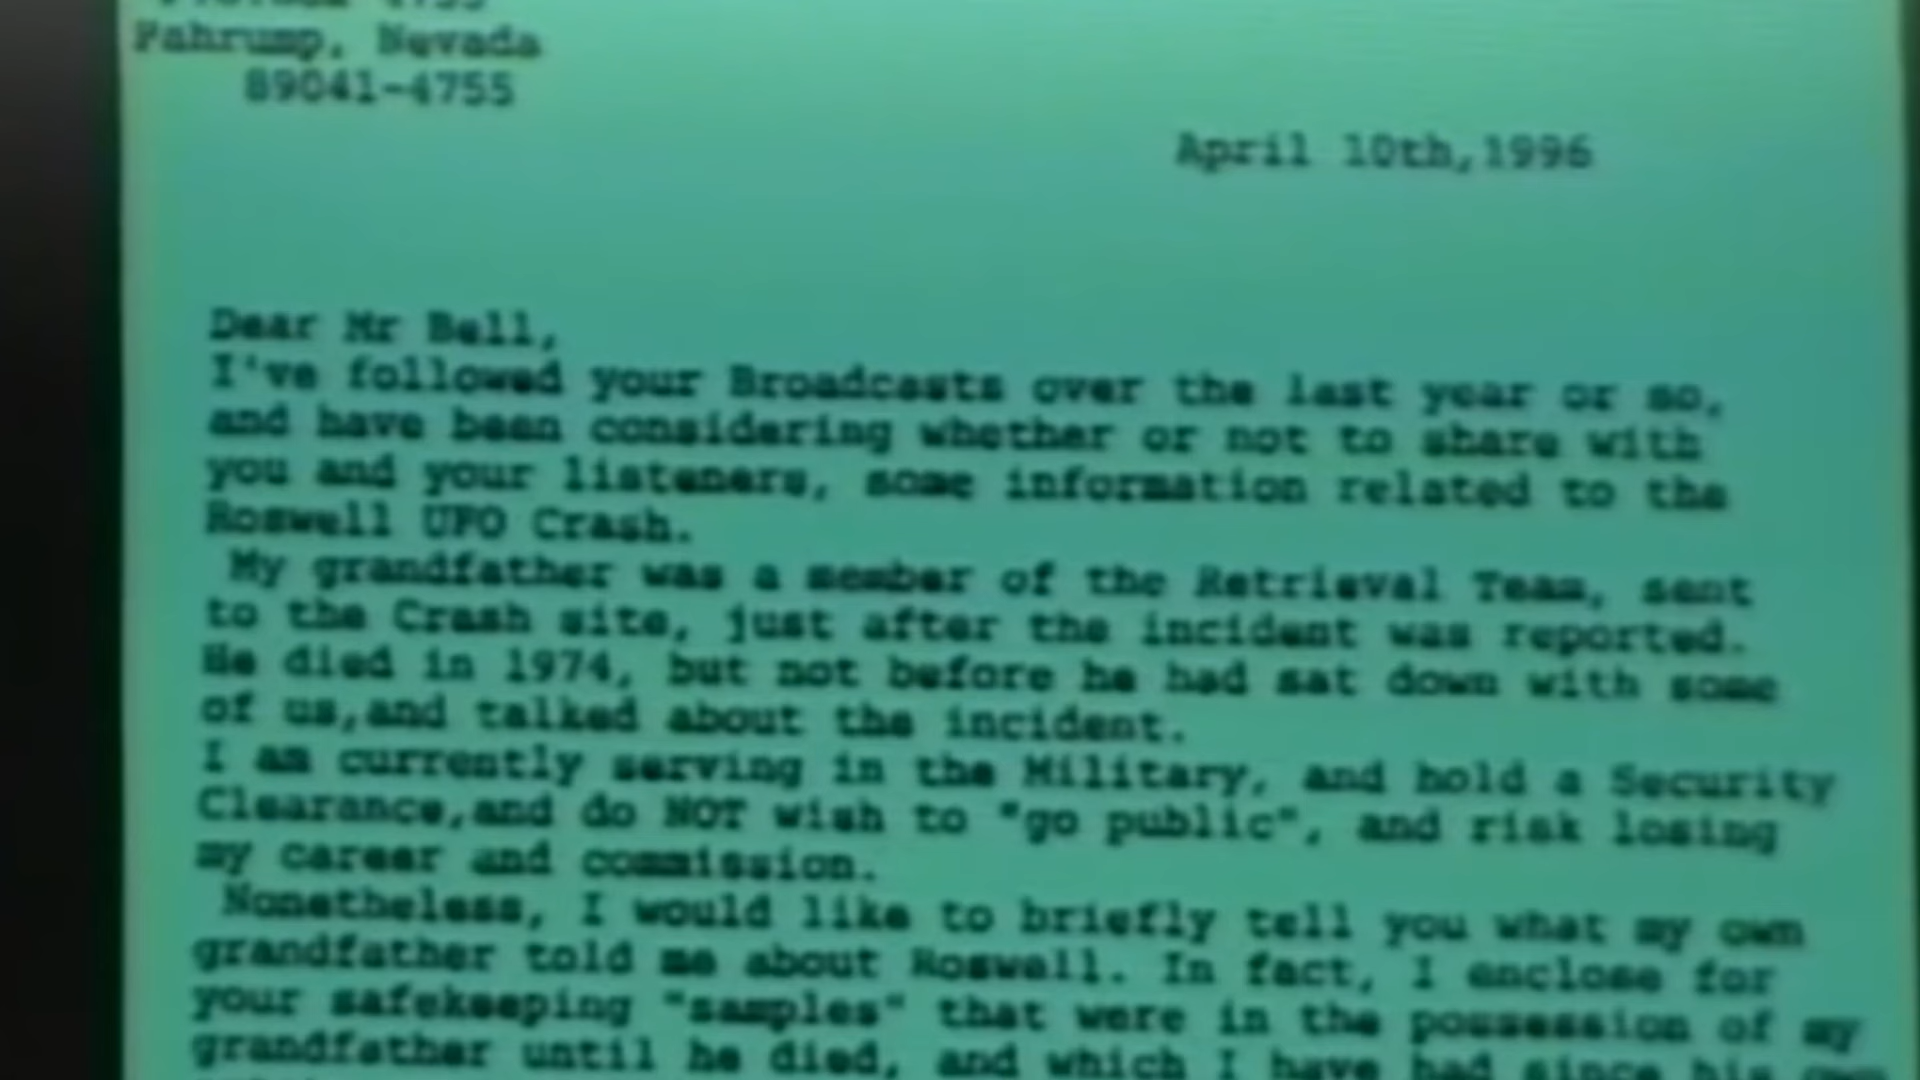 4755
Pahrump, Nevada
89041-4755
April 10th,1996
Dear Mr Bell,
I've followed your Broadcasts over the last year or so,
and have been considering whether or not to share with
you and your listeners, some information related to the
Roswell UFO Crash.
My grandfather was a member of the Retrieval Team, sent
to the Crash site, just after the incident was reported.
He died in 1974, but not before he had sat down with some
of us,and talked about the incident.
I am currently serving in the Military, and hold a Security
Clearance,and do NOT wish to "go public", and risk losing
my career and commission.
Nonetheless, I would like to briefly tell you what my own
grandfather told me about Roswell. In fact, I enclose for
your safekeeping "samples" that were in the possession of my
grandfather until he died, and which I have had since his own